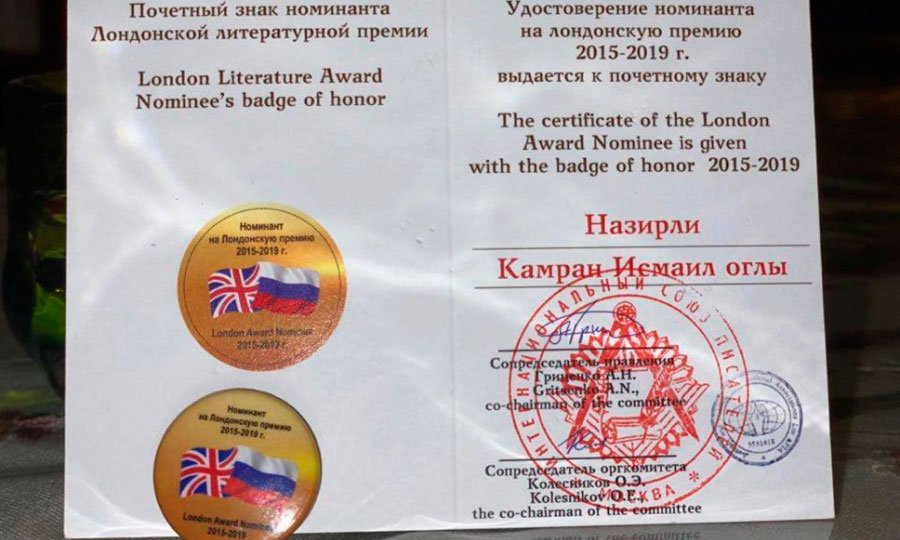 Почетный знак номинанта
Лондонской литературной премии
London Literature Award
Nominee's badge of honor
Номинант
на Лондонскую премию
2015-2019 г.
London Award Nominee
2015-2019 г.
Номинант
на Лондонскую премию
2015-2019 г.
London Award Nominee
2015-2019
Удостоверение номинанта
на лондонскую премию
2015-2019 г.
выдается к почетному знаку
The certificate of the London
Award Nominee is given
with the badge of honor 2015-2019
Назирли
Камран Исмаил оглы
Сопредседатель правления
Гриценко А.Н.
Gritsenko A.N.,
co-chairman of the committee
Сопредседатель оргкомитета
Колесников О.Э.
Kolesnikov O.E.,
the co-chairman of the committee
ИНТЕРНАЦИОНАЛЬНЫЙ СОЮЗ ПИСАТЕЛЕЙ
* МОСКВА *